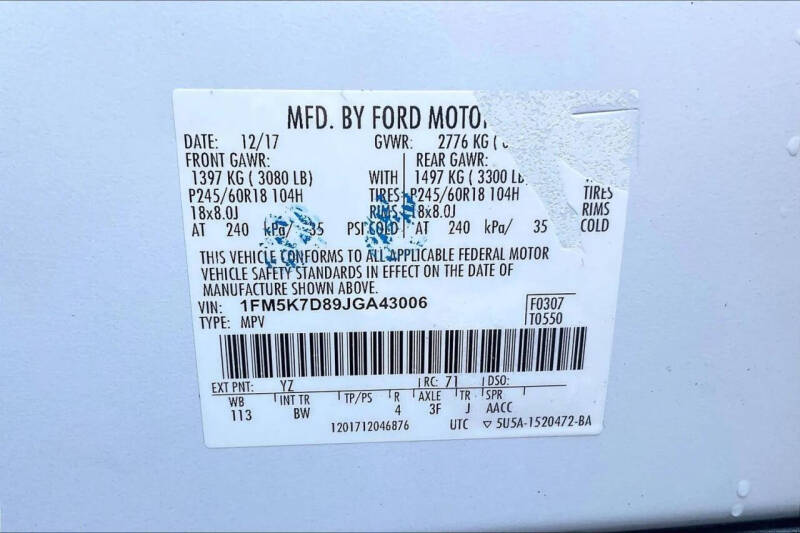 MFD. BY FORD MOTO
DATE: 12/17 GVWR: 2776 KG (
FRONT GAWR: REAR GAWR:
1397 KG ( 3080 LB) WITH 1497 KG ( 3300 LB
P245/60R18 104H TIRES P245/60R18 104H TIRES
18x8.0J RIMS 18x8.0J RIMS
AT 240 kPa/ 35 PSI COLD AT 240 kPa/ 35 COLD
THIS VEHICLE CONFORMS TO ALL APPLICABLE FEDERAL MOTOR
VEHICLE SAFETY STANDARDS IN EFFECT ON THE DATE OF
MANUFACTURE SHOWN ABOVE.
VIN: 1FM5K7D89JGA43006 F0307
TYPE: MPV T0550
EXT PNT: YZ RC: 71 DSO:
WB INT TR TP/PS R AXLE TR SPR
113 BW 4 3F J AACC
1201712046876 UTC ▽ 5U5A-1520472-BA